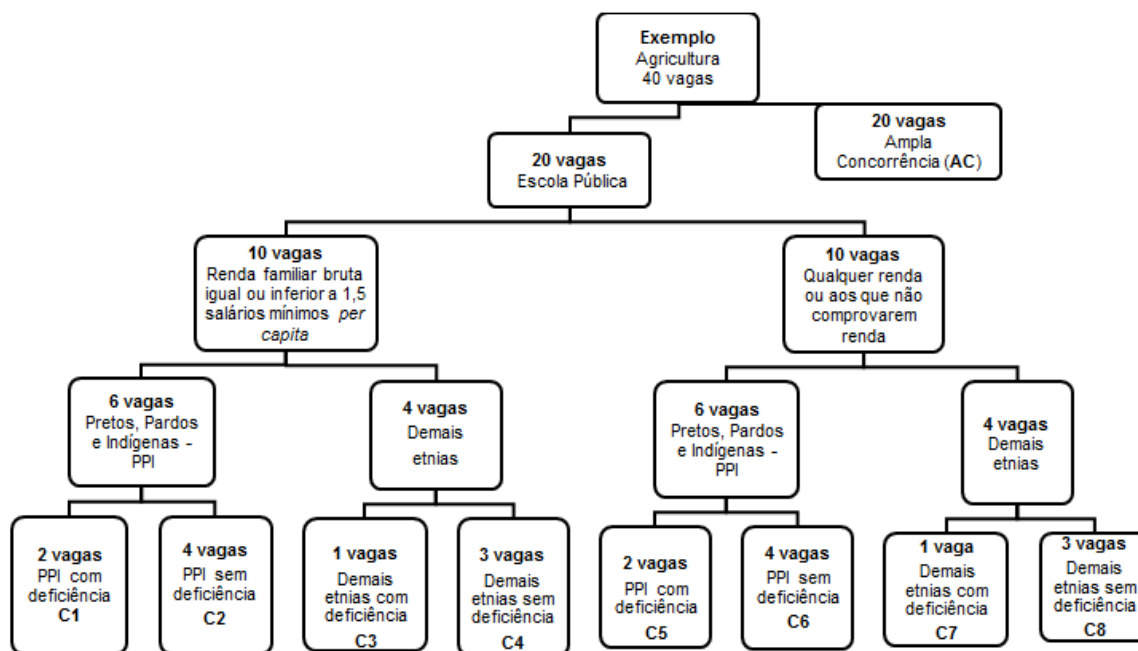 Exemplo
Agricultura
40 vagas
20 vagas
Ampla
Concorrência (AC)
20 vagas
Escola Pública
10 vagas
Renda familiar bruta
igual ou inferior a 1,5
salários mínimos per
capita
10 vagas
Qualquer renda
ou aos que não
comprovarem
renda
6 vagas
Pretos, Pardos
e Indígenas -
PPI
4 vagas
Demais
etnias
6 vagas
Pretos, Pardos
e Indígenas -
PPI
4 vagas
Demais
etnias
2 vagas
PPI com
deficiência
C1
4 vagas
PPI sem
deficiência
C2
1 vagas
Demais
etnias com
deficiência
C3
3 vagas
Demais
etnias sem
deficiência
C4
2 vagas
PPI com
deficiência
C5
4 vagas
PPI sem
deficiência
C6
1 vaga
Demais
etnias com
deficiência
C7
3 vagas
Demais
etnias sem
deficiência
C8